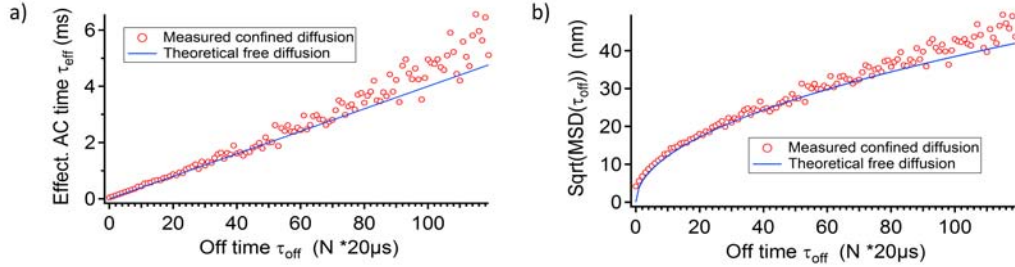 a)
Effect. AC time τeff (ms)
6
4
2
0
Measured confined diffusion
Theoretical free diffusion
0 20 40 60 80 100
Off time τoff (N *20μs)
b)
Sqrt(MSD(τoff)) (nm)
40
30
20
10
0
Measured confined diffusion
Theoretical free diffusion
0 20 40 60 80 100
Off time τoff (N *20μs)